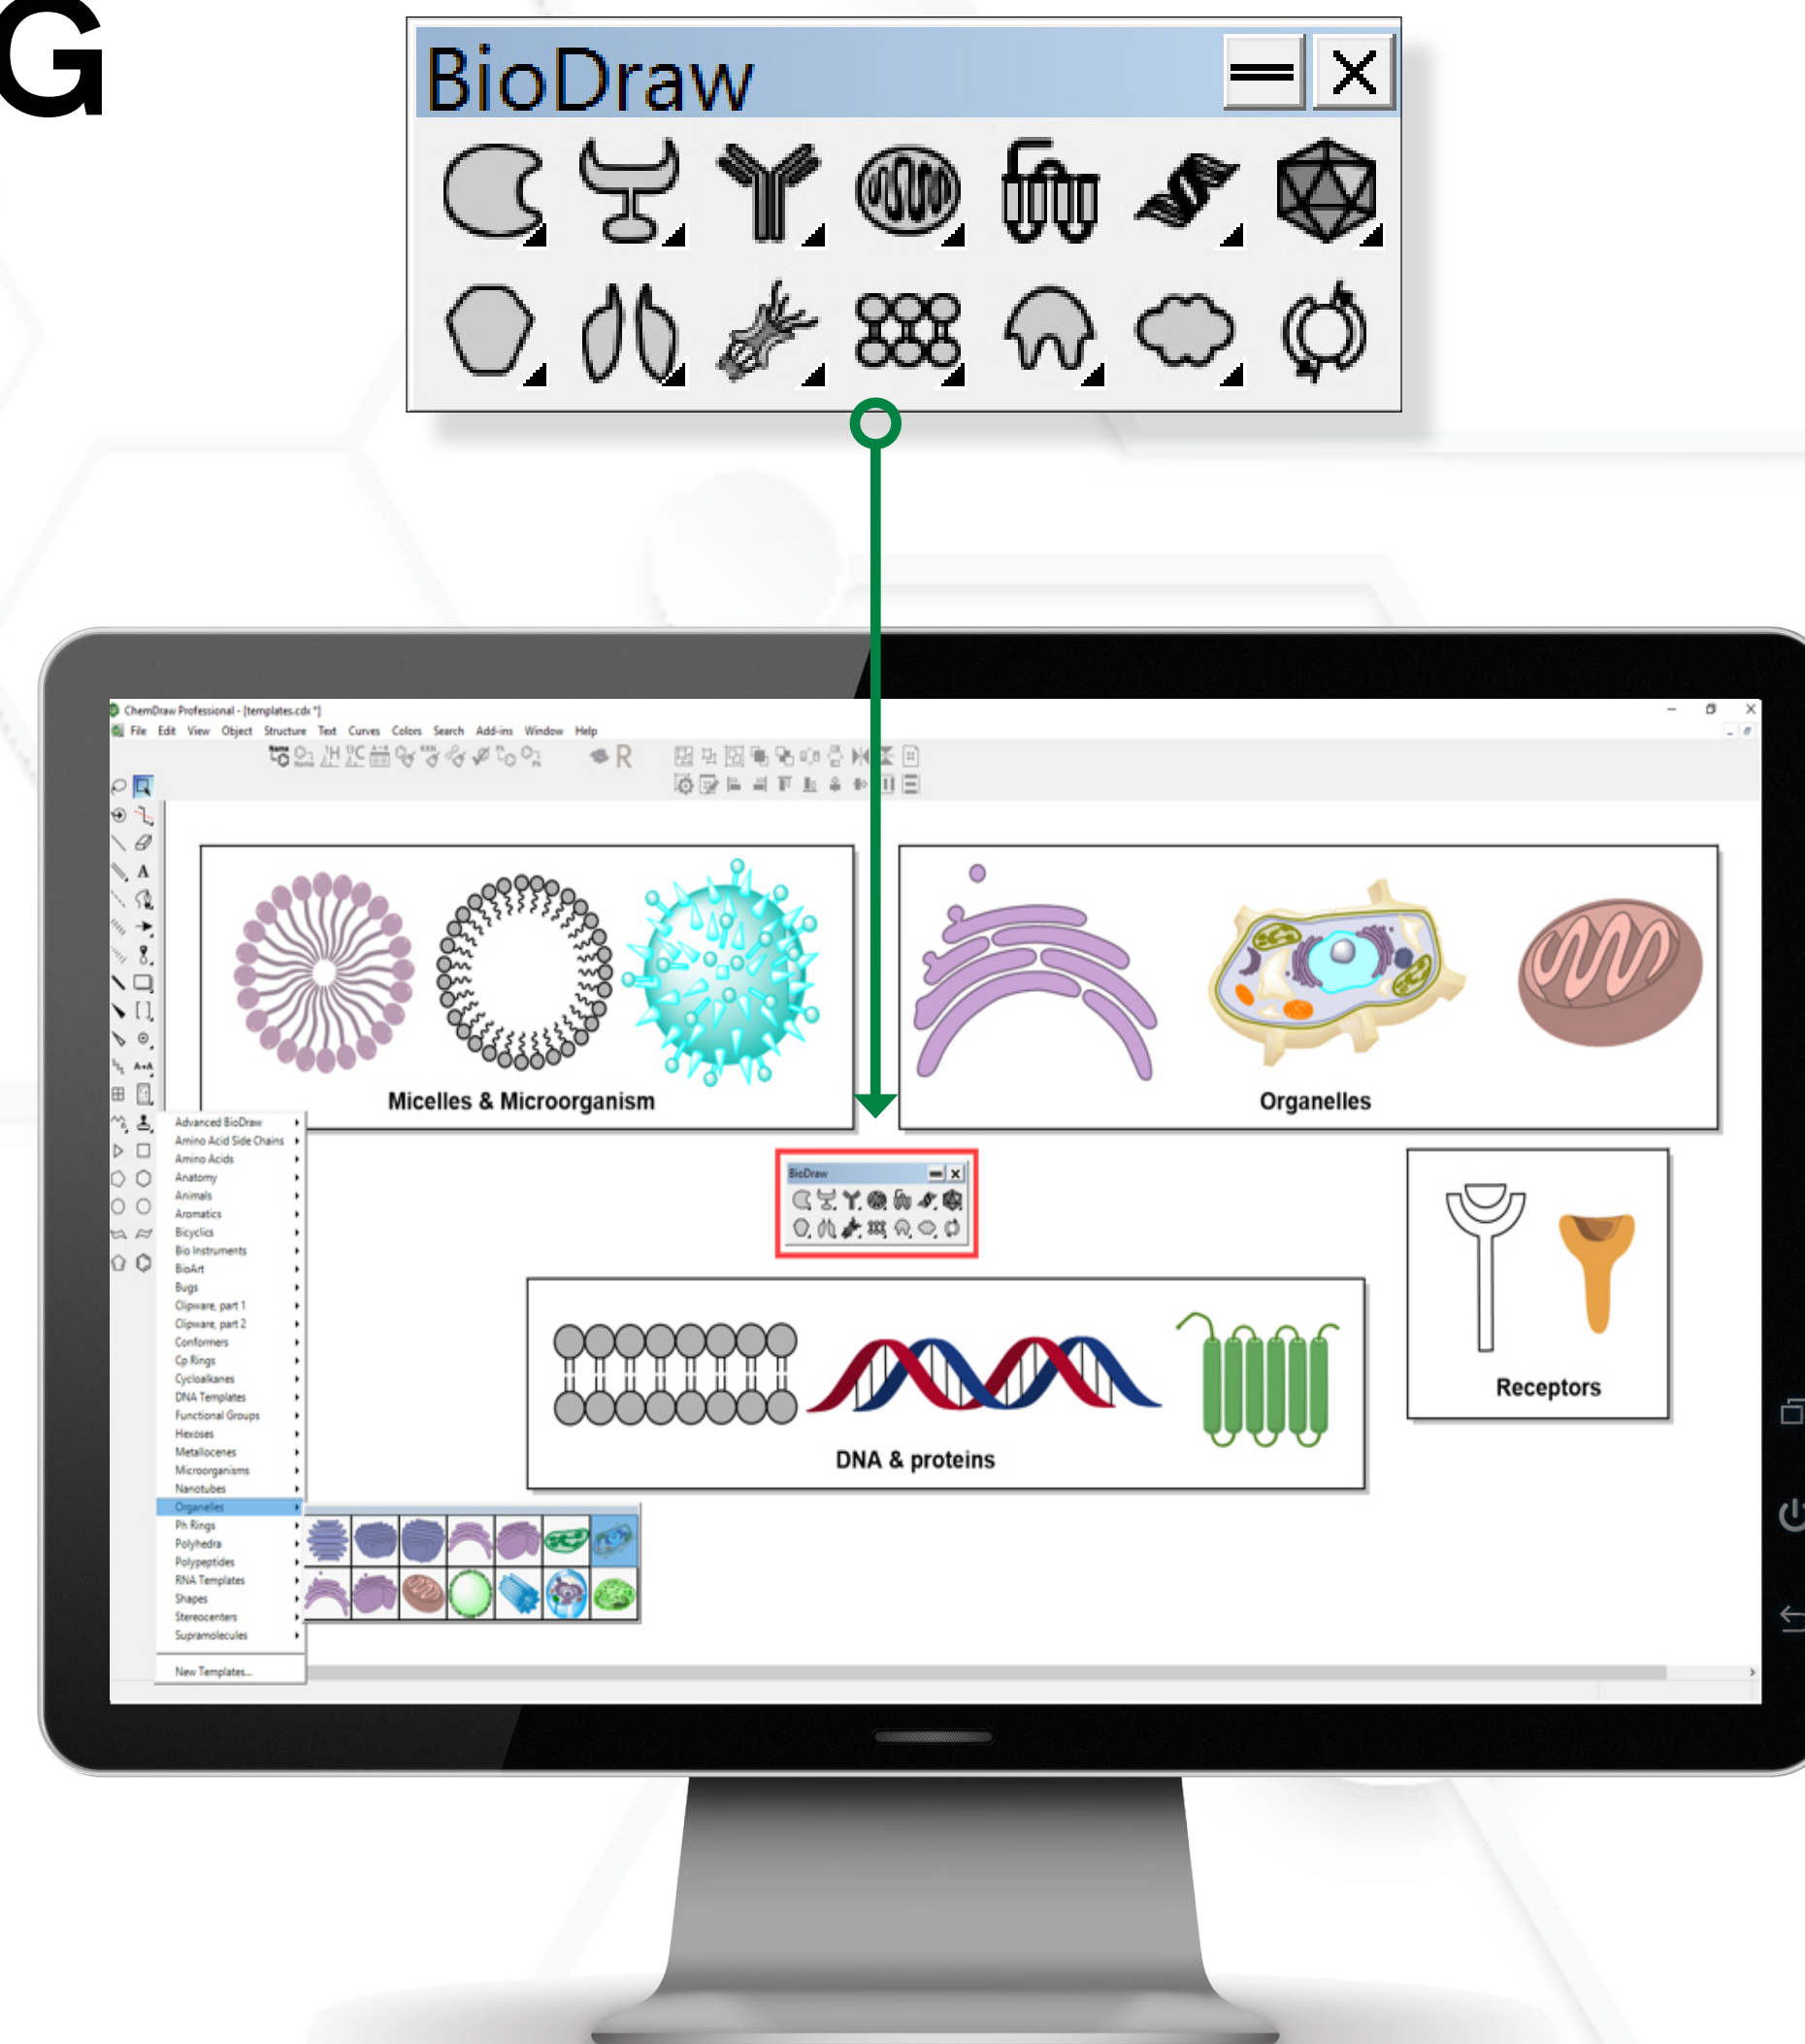 G
BioDraw
ChemDraw Professional - [templates.cdx *]
File Edit View Object Structure Text Curves Colors Search Add-ins Window Help
Micelles & Microorganism
Organelles
Advanced BioDraw
Amino Acid Side Chains
Amino Acids
Anatomy
Animals
Aromatics
Bicyclics
Bio Instruments
BioArt
Bugs
Clipware, part 1
Clipware, part 2
Conformers
Cp Rings
Cycloalkanes
DNA Templates
Functional Groups
Hexoses
Metallocenes
Microorganisms
Nanotubes
Organelles
Ph Rings
Polyhedra
Polypeptides
RNA Templates
Shapes
Stereocenters
Supramolecules
New Templates...
BioDraw
Receptors
DNA & proteins